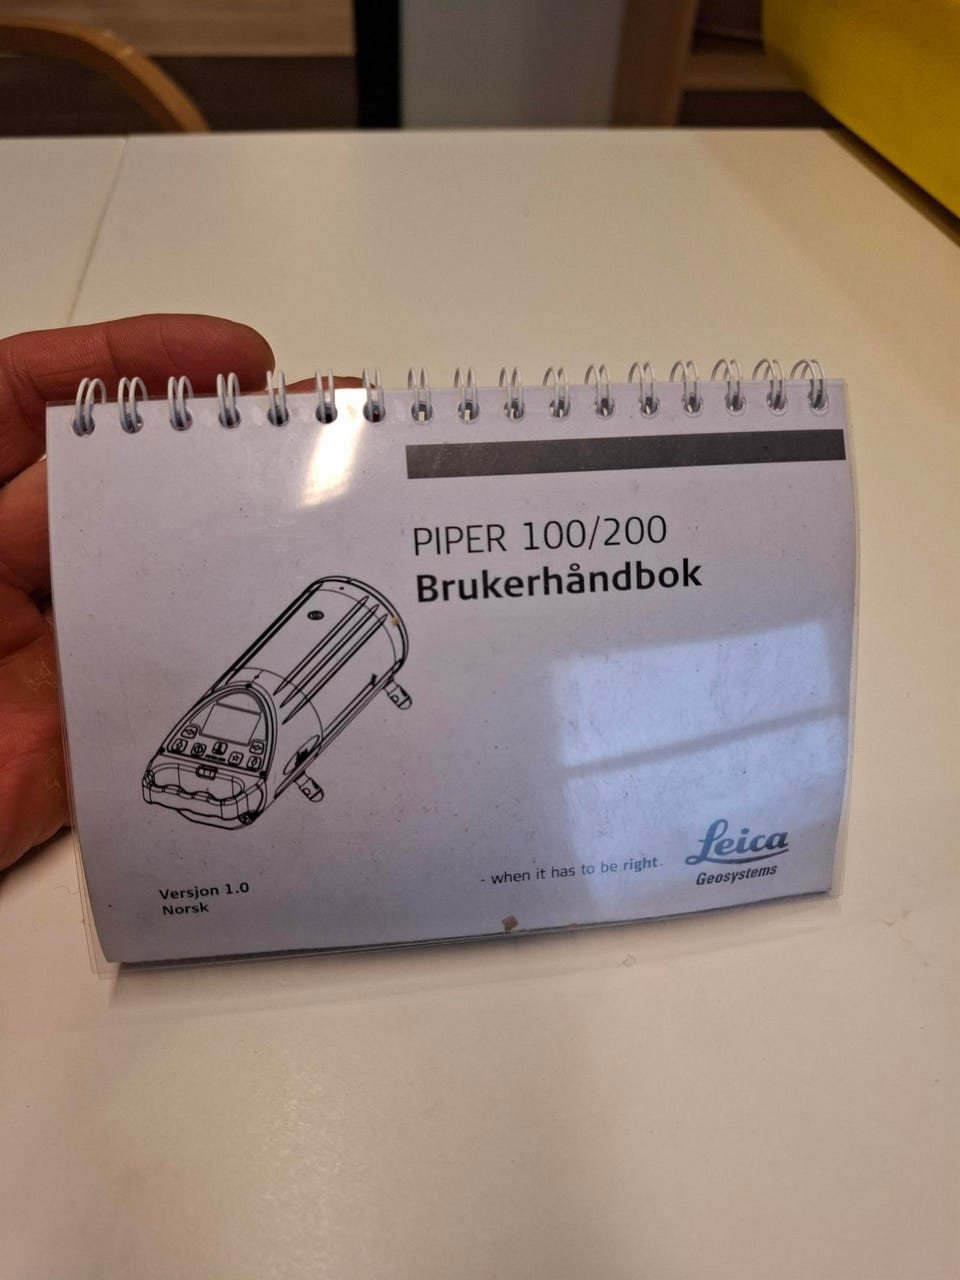 PIPER 100/200
Brukerhåndbok
Versjon 1.0
Norsk
- when it has to be right
Leica
Geosystems